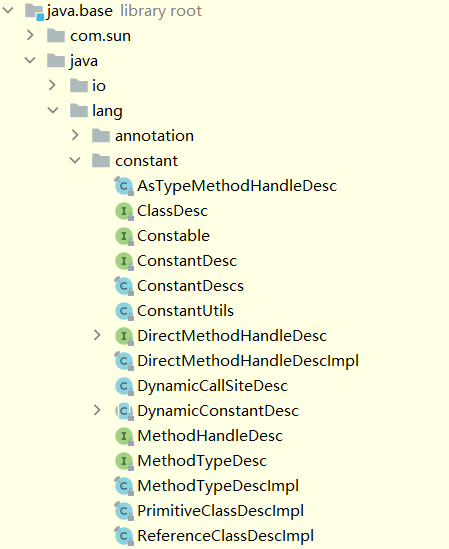 java.base library root
com.sun
java
io
lang
annotation
constant
AsTypeMethodHandleDesc
ClassDesc
Constable
ConstantDesc
ConstantDescs
ConstantUtils
DirectMethodHandleDesc
DirectMethodHandleDescImpl
DynamicCallSiteDesc
DynamicConstantDesc
MethodHandleDesc
MethodTypeDesc
MethodTypeDescImpl
PrimitiveClassDescImpl
ReferenceClassDescImpl